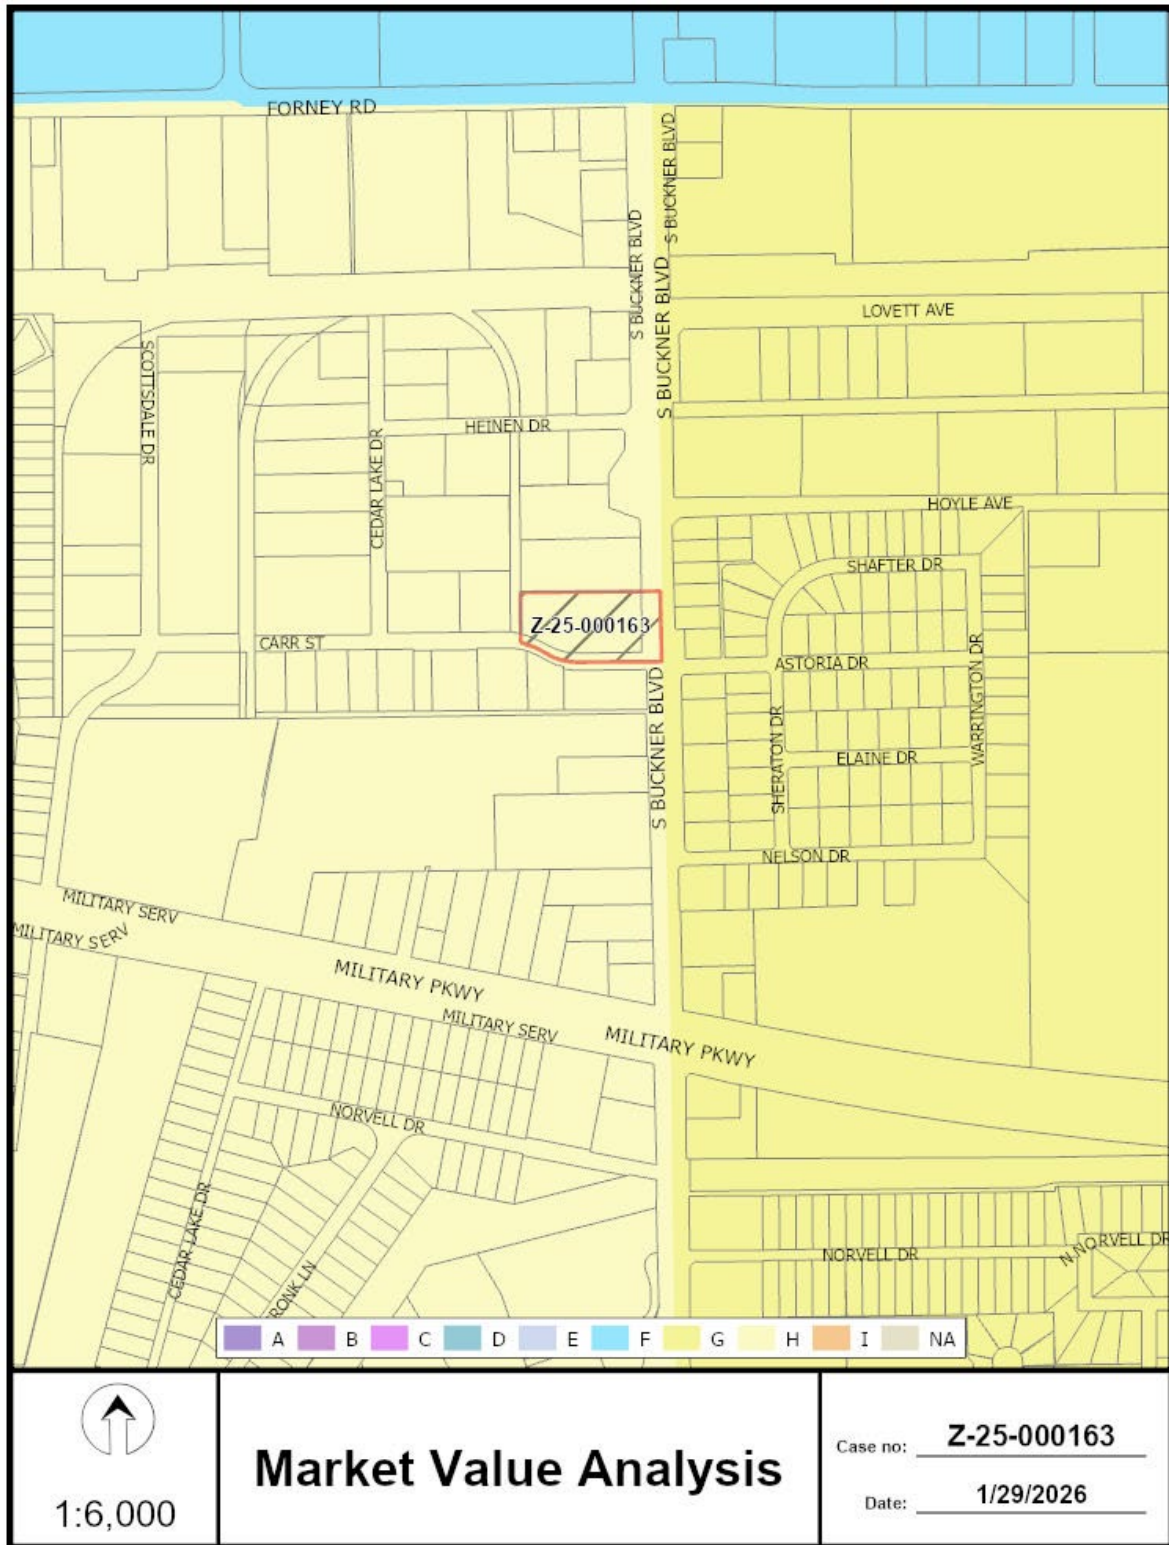 FORNEY RD
S BUCKNER BLVD
S BUCKNER BLVD
S BUCKNER BLVD
LOVETT AVE
SCOTTSDALE DR
HEINEN DR
CEDAR LAKE DR
HOYLE AVE
SHAFTER DR
Z-25-000163
CARR ST
ASTORIA DR
WARRINGTON DR
S BUCKNER BLVD
SHERATON DR
ELAINE DR
NELSON DR
MILITARY SERV
MILITARY SERV
MILITARY PKWY
MILITARY SERV
MILITARY PKWY
NORVELL DR
CEDAR LAKE DR
RONK LN
NORVELL DR
N NORVELL DR
A B C D E F G H I NA
1:6,000
Market Value Analysis
Case no: Z-25-000163
Date: 1/29/2026